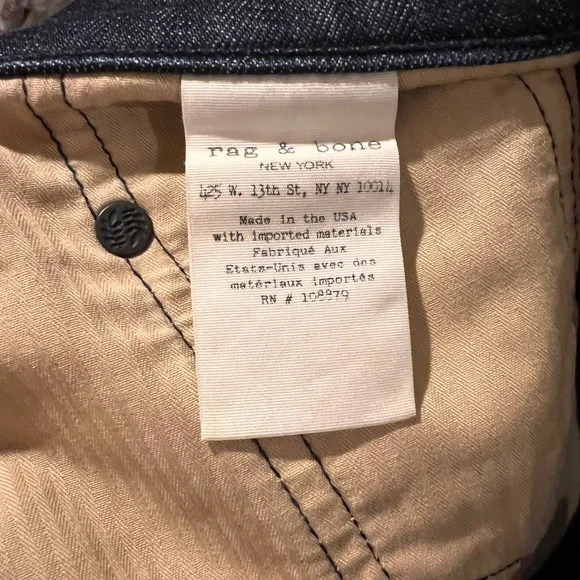 rag & bone
NEW YORK
425 W. 13th St, NY NY 10014
Made in the USA
with imported materials
Fabriqué Aux
Etats-Unis avec des
matériaux importés
RN # 108979